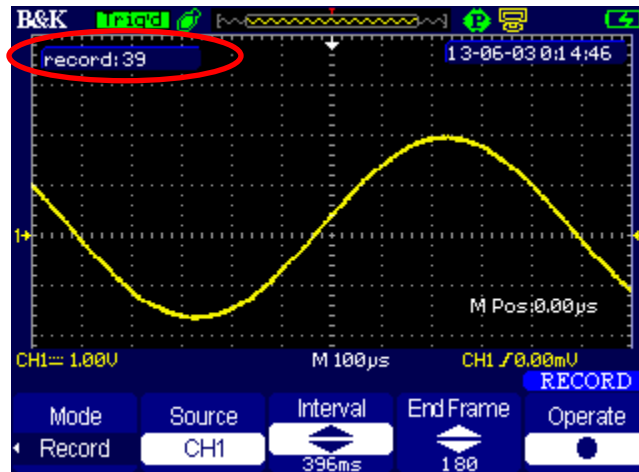 B&K Trig'd P
record:39 13-06-03 0:14:46
1
M Pos:0.00μs
CH1 1.00V M 100μs CH1 0.00mV
RECORD
Mode Source Interval End Frame Operate
Record CH1 396ms 180